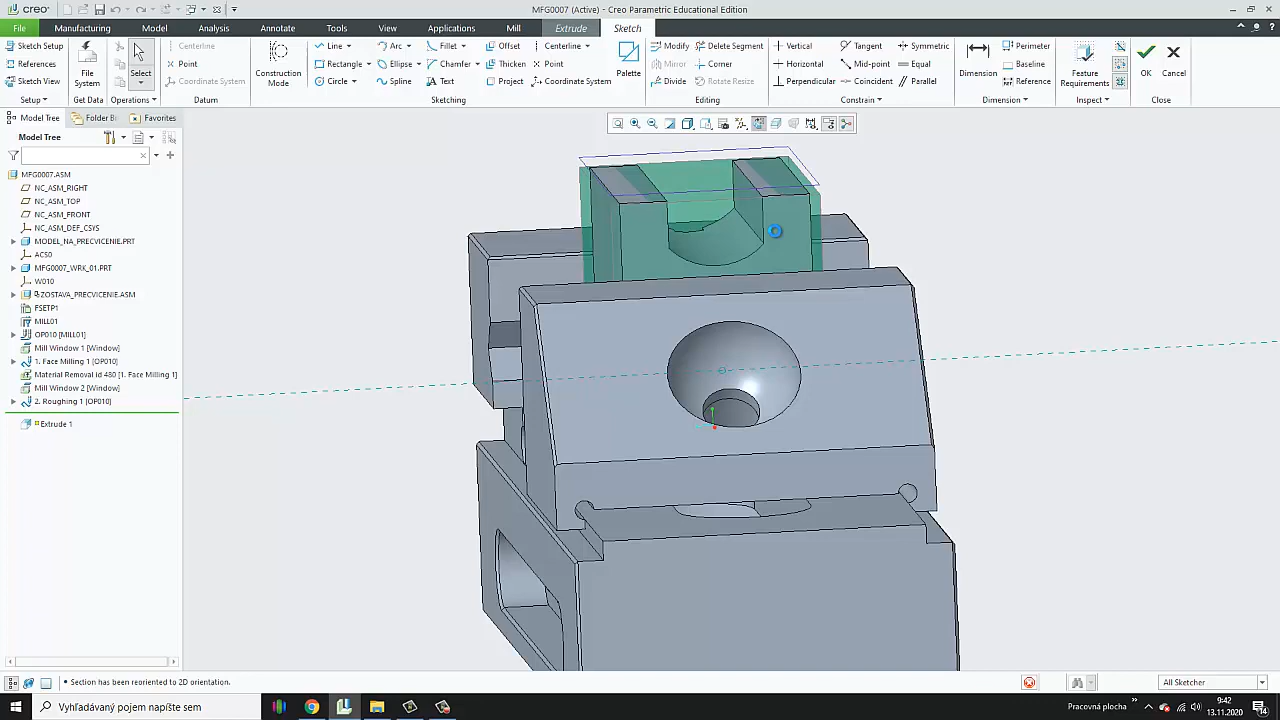 creo
MFG0007 (Active) - Creo Parametric Educational Edition
File
Manufacturing
Model
Analysis
Annotate
Tools
View
Applications
Mill
Extrude
Sketch
Sketch Setup
References
Sketch View
Setup
File System
Get Data
Select
Operations
Centerline
Point
Coordinate System
Datum
Construction Mode
Line
Rectangle
Circle
Arc
Ellipse
Spline
Fillet
Chamfer
Text
Offset
Thicken
Project
Centerline
Point
Coordinate System
Palette
Sketching
Modify
Mirror
Divide
Delete Segment
Corner
Rotate Resize
Editing
Vertical
Horizontal
Perpendicular
Tangent
Mid-point
Coincident
Symmetric
Equal
Parallel
Constrain
Dimension
Perimeter
Baseline
Reference
Dimension
Feature Requirements
Inspect
OK
Cancel
Close
Model Tree
Folder B
Favorites
Model Tree
MFG0007.ASM
NC_ASM_RIGHT
NC_ASM_TOP
NC_ASM_FRONT
NC_ASM_DEF_CSYS
MODEL_NA_PRECVICENIE.PRT
ACS0
MFG0007_WRK_01.PRT
W010
ZOSTAVA_PRECVICENIE.ASM
FSETP1
MILL01
OP010 [MILL01]
Mill Window 1 [Window]
1. Face Milling 1 [OP010]
Material Removal id 480 [1. Face Milling 1]
Mill Window 2 [Window]
2. Roughing 1 [OP010]
Extrude 1
• Section has been reoriented to 2D orientation.
All Sketcher
Vyhľadávaný pojem napíšte sem
Pracovná plocha
9:42
13.11.2020